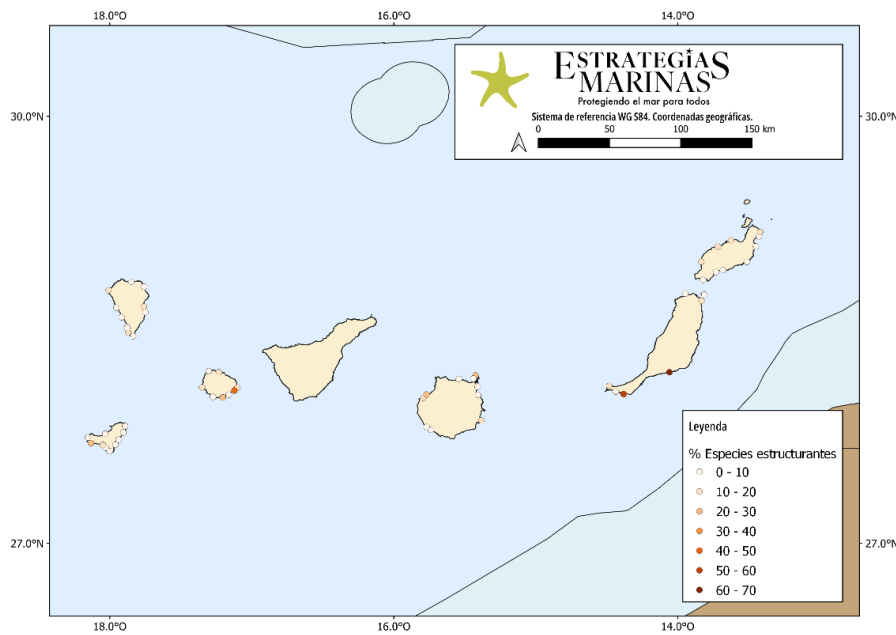 18.0°O 16.0°O 14.0°O
ESTRATEGIAS
MARINAS
Protegiendo el mar para todos
Sistema de referencia WG S84. Coordenadas geográficas.
0 50 100 150 km
30.0°N 30.0°N
Leyenda
% Especies estructurantes
0 - 10
10 - 20
20 - 30
30 - 40
40 - 50
50 - 60
60 - 70
27.0°N 27.0°N
18.0°O 16.0°O 14.0°O